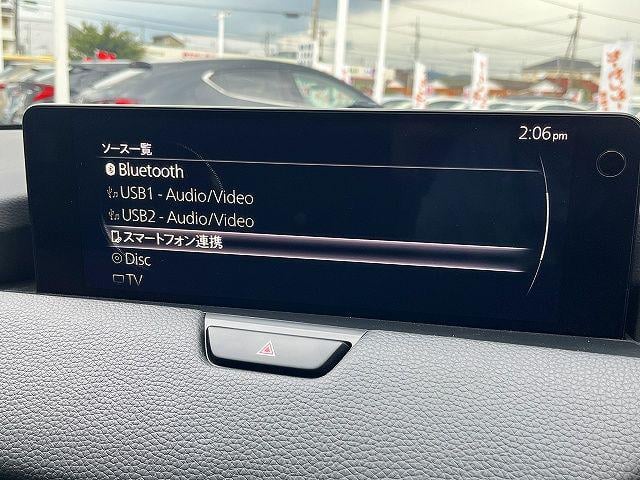 2:06pm
ソース一覧
Bluetooth
USB1 - Audio/Video
USB2 - Audio/Video
スマートフォン連携
Disc
TV